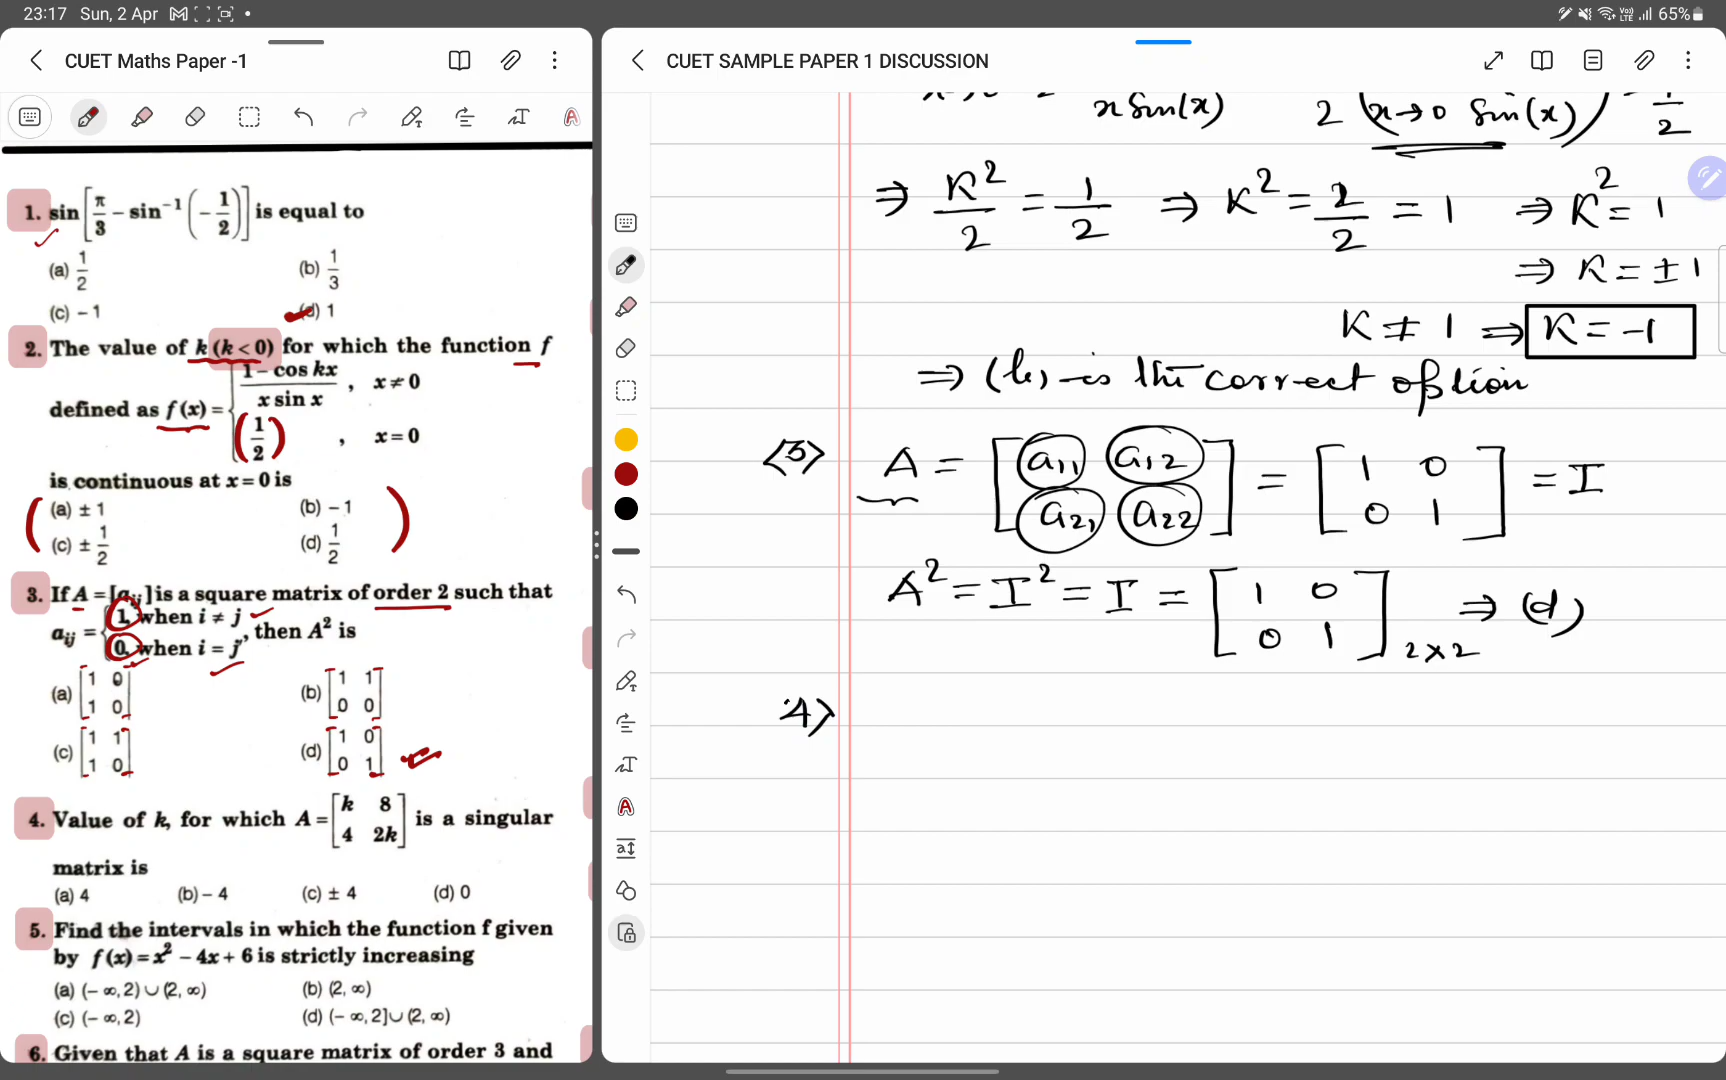 23:17 Sun, 2 Apr
65%
CUET Maths Paper -1
1. sin[π/3 − sin⁻¹(−1/2)] is equal to
(a) 1/2 (b) 1/3
(c) − 1 (d) 1
2. The value of k (k < 0) for which the function f
defined as f(x) = { (1 − cos kx)/(x sin x) , x ≠ 0
1/2 , x = 0
is continuous at x = 0 is
(a) ± 1 (b) − 1
(c) ± 1/2 (d) 1/2
3. If A = [aij] is a square matrix of order 2 such that
aij = { 1, when i ≠ j
0, when i = j , then A² is
(a) [1 0; 1 0] (b) [1 1; 0 0]
(c) [1 1; 1 0] (d) [1 0; 0 1]
4. Value of k, for which A = [k 8; 4 2k] is a singular
matrix is
(a) 4 (b) − 4 (c) ± 4 (d) 0
5. Find the intervals in which the function f given
by f(x) = x² − 4x + 6 is strictly increasing
(a) (− ∞, 2) ∪ (2, ∞) (b) (2, ∞)
(c) (− ∞, 2) (d) (− ∞, 2] ∪ (2, ∞)
6. Given that A is a square matrix of order 3 and
CUET SAMPLE PAPER 1 DISCUSSION
x sin(x) 2 (x→0 sin(x)) 1/2
⇒ K²/2 = 1/2 ⇒ K² = 2/2 = 1 ⇒ K² = 1
⇒ K = ± 1
K ≠ 1 ⇒ K = −1
⇒ (b) is the correct option
<3> A = [a11 a12; a21 a22] = [1 0; 0 1] = I
A² = I² = I = [1 0; 0 1] 2×2 ⇒ (d)
4>